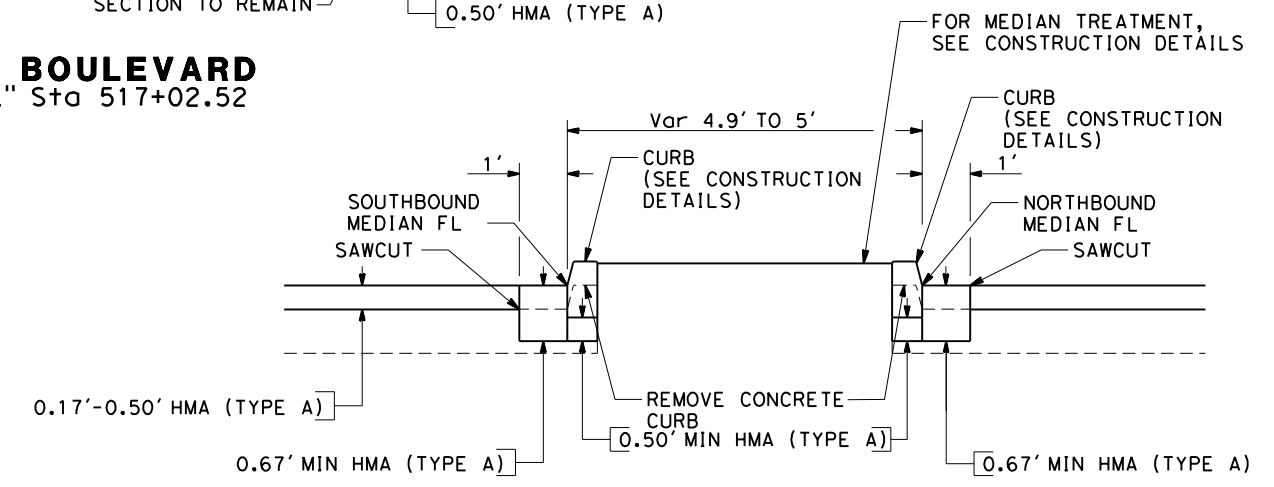 SECTION TO REMAIN
0.50' HMA (TYPE A)
BOULEVARD
" Sta 517+02.52
FOR MEDIAN TREATMENT,
SEE CONSTRUCTION DETAILS
CURB
(SEE CONSTRUCTION
DETAILS)
Var 4.9' TO 5'
1'
CURB
(SEE CONSTRUCTION
DETAILS)
1'
SOUTHBOUND
MEDIAN FL
SAWCUT
NORTHBOUND
MEDIAN FL
SAWCUT
0.17'-0.50' HMA (TYPE A)
REMOVE CONCRETE
CURB
0.50' MIN HMA (TYPE A)
0.67' MIN HMA (TYPE A)
0.67' MIN HMA (TYPE A)